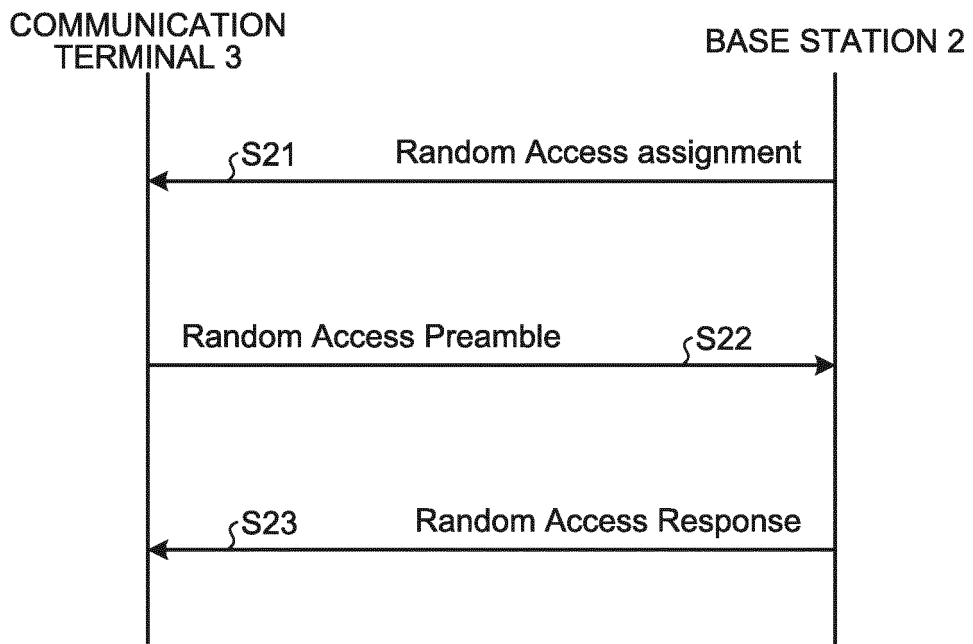 COMMUNICATION
TERMINAL 3
BASE STATION 2
S21
Random Access assignment
Random Access Preamble
S22
S23
Random Access Response